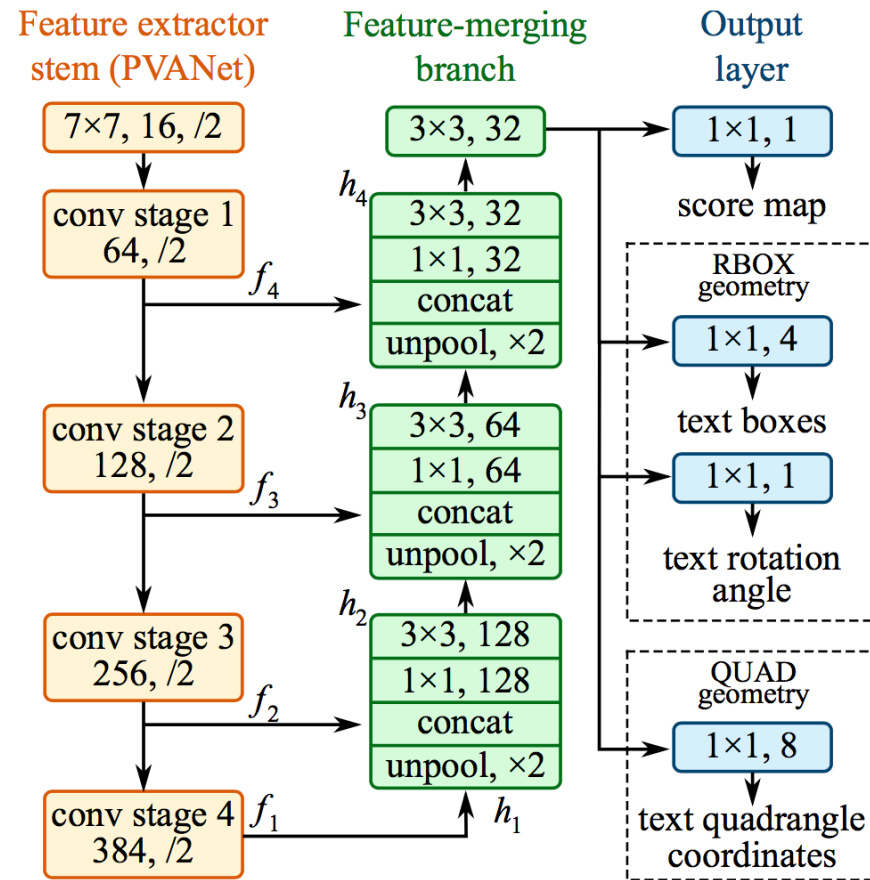 Feature extractor
stem (PVANet)
7×7, 16, /2
conv stage 1
64, /2
f4
conv stage 2
128, /2
f3
conv stage 3
256, /2
f2
conv stage 4
384, /2
f1
Feature-merging
branch
3×3, 32
h4
3×3, 32
1×1, 32
concat
unpool, ×2
h3
3×3, 64
1×1, 64
concat
unpool, ×2
h2
3×3, 128
1×1, 128
concat
unpool, ×2
h1
Output
layer
1×1, 1
score map
RBOX
geometry
1×1, 4
text boxes
1×1, 1
text rotation
angle
QUAD
geometry
1×1, 8
text quadrangle
coordinates